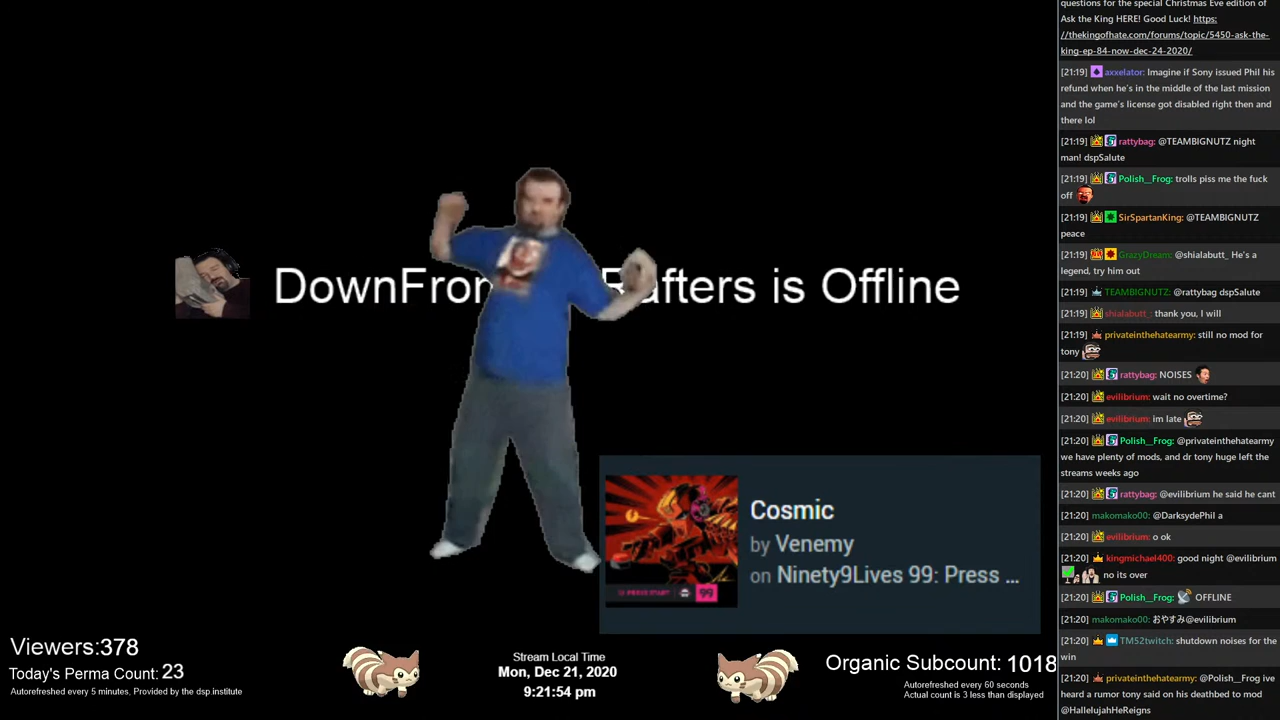 DownFron Rafters is Offline
Cosmic
by Venemy
on Ninety9Lives 99: Press ...
PRESS START
99
Viewers:378
Today's Perma Count: 23
Autorefreshed every 5 minutes, Provided by the dsp.institute
Stream Local Time
Mon, Dec 21, 2020
9:21:54 pm
Organic Subcount: 1018
Autorefreshed every 60 seconds
Actual count is 3 less than displayed
questions for the special Christmas Eve edition of
Ask the King HERE! Good Luck! https:
//thekingofhate.com/forums/topic/5450-ask-the-
king-ep-84-now-dec-24-2020/
[21:19] axxelator: Imagine if Sony issued Phil his
refund when he's in the middle of the last mission
and the game's license got disabled right then and
there lol
[21:19] rattybag: @TEAMBIGNUTZ night
man! dspSalute
[21:19] Polish__Frog: trolls piss me the fuck
off
[21:19] SirSpartanKing: @TEAMBIGNUTZ
peace
[21:19] GrazyDream: @shialabutt_ He's a
legend, try him out
[21:19] TEAMBIGNUTZ: @rattybag dspSalute
[21:19] shialabutt_: thank you, I will
[21:19] privateinthehatearmy: still no mod for
tony
[21:20] rattybag: NOISES
[21:20] evilibrium: wait no overtime?
[21:20] evilibrium: im late
[21:20] Polish__Frog: @privateinthehatearmy
we have plenty of mods, and dr tony huge left the
streams weeks ago
[21:20] rattybag: @evilibrium he said he cant
[21:20] makomako00: @DarksydePhil a
[21:20] evilibrium: o ok
[21:20] kingmichael400: good night @evilibrium
no its over
[21:20] Polish__Frog: OFFLINE
[21:20] makomako00: おやすみ@evilibrium
[21:20] TM52twitch: shutdown noises for the
win
[21:20] privateinthehatearmy: @Polish_Frog ive
heard a rumor tony said on his deathbed to mod
@HallelujahHeReigns